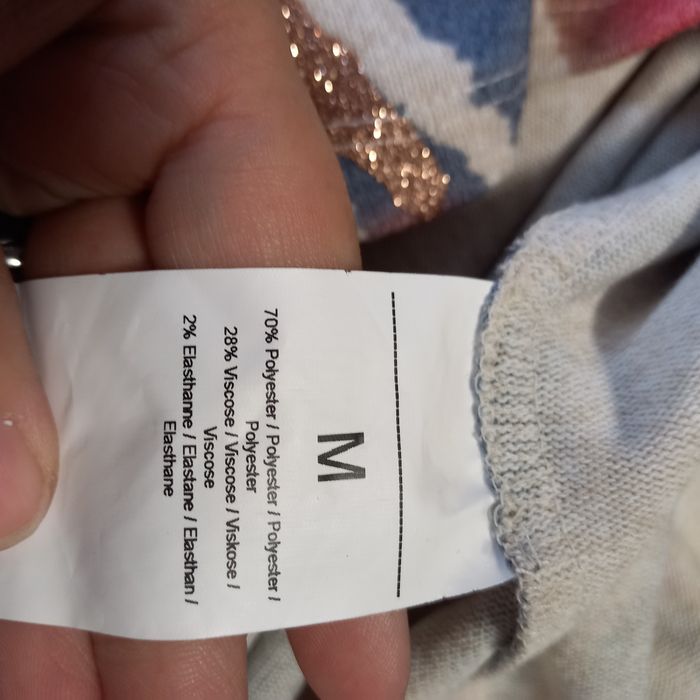 M
70% Polyester / Polyester / Polyester /
Polyester
28% Viscose / Viscose / Viskose /
Viscose
2% Elasthanne / Elastane / Elasthan /
Elasthane